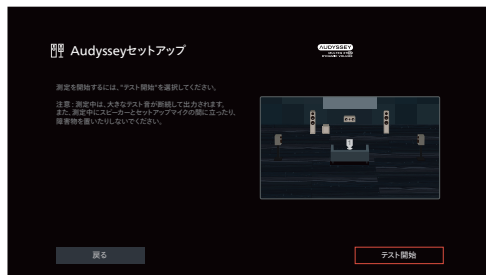 Audysseyセットアップ
AUDYSSEY
MULTEQ XT32
DYNAMIC VOLUME
測定を開始するには、“テスト開始”を選択してください。
注意：測定中は、大きなテスト音が断続して出力されます。
また、測定中にスピーカーとセットアップマイクの間に立ったり、
障害物を置いたりしないでください。
戻る
テスト開始